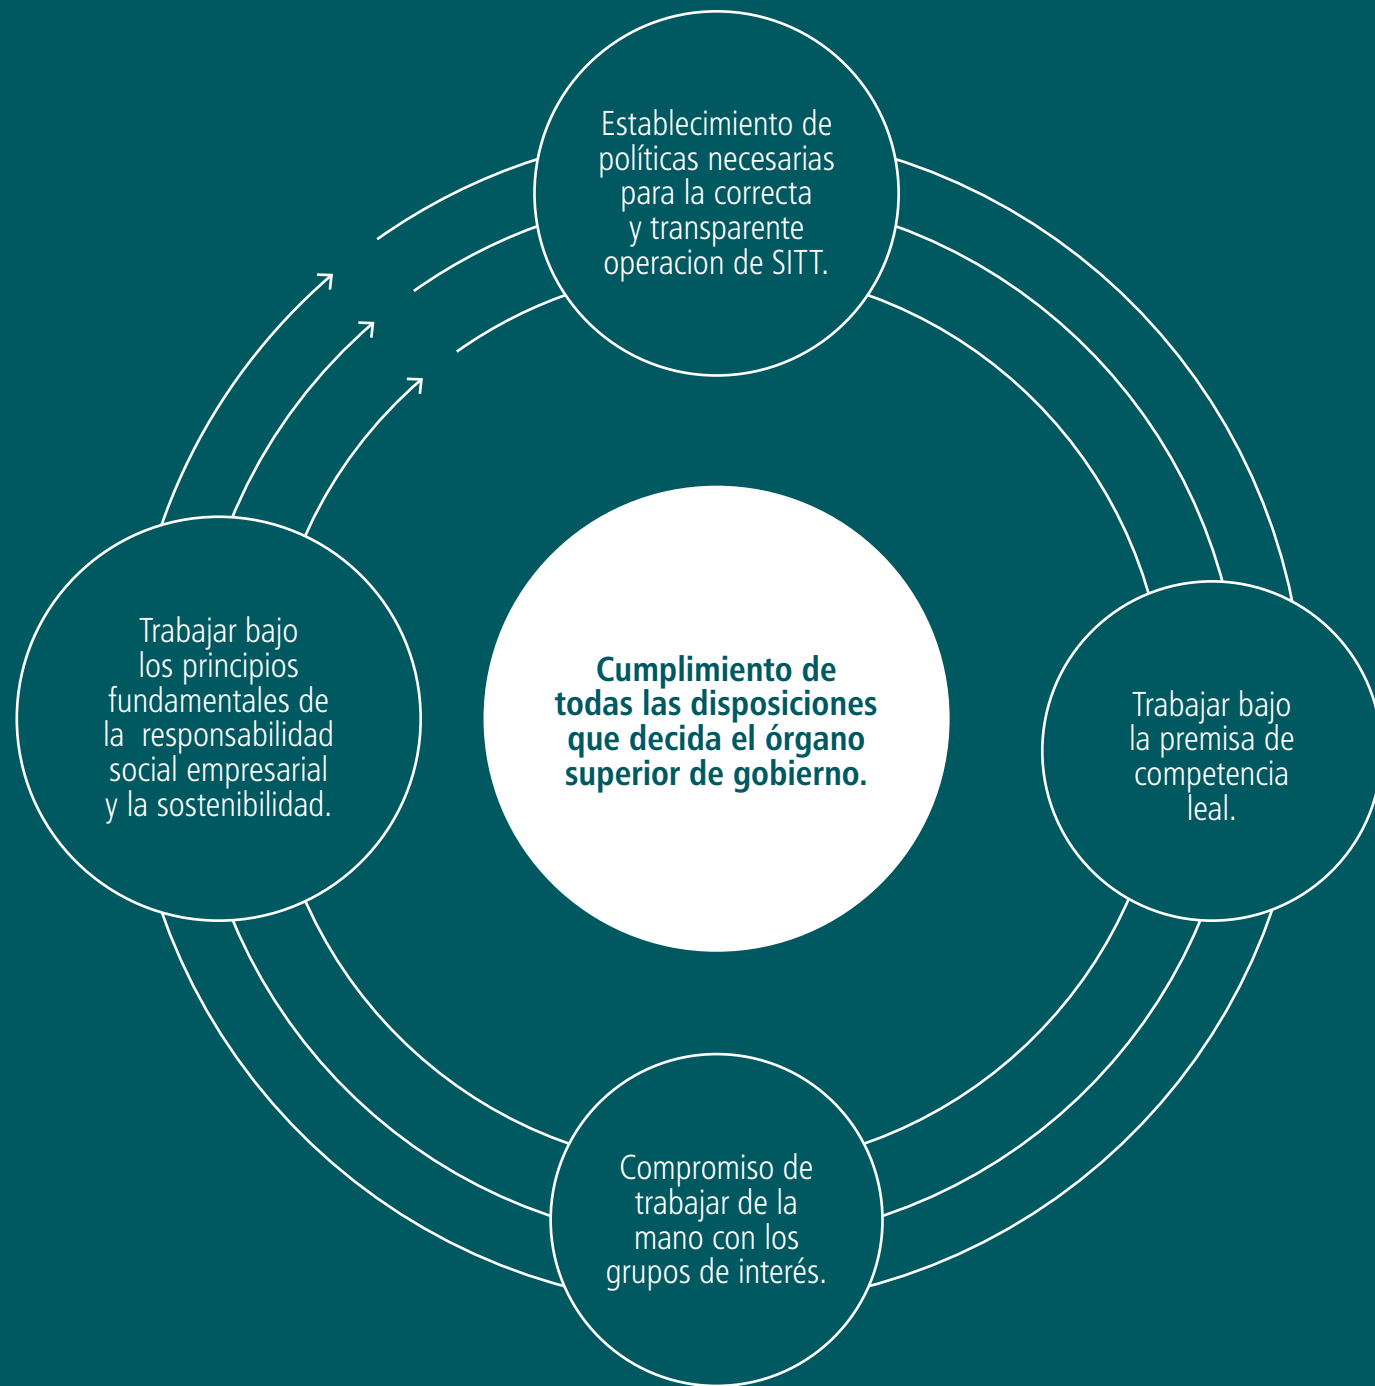 Establecimiento de
políticas necesarias
para la correcta
y transparente
operacion de SITT.
Trabajar bajo
los principios
fundamentales de
la responsabilidad
social empresarial
y la sostenibilidad.
Cumplimiento de
todas las disposiciones
que decida el órgano
superior de gobierno.
Trabajar bajo
la premisa de
competencia
leal.
Compromiso de
trabajar de la
mano con los
grupos de interés.